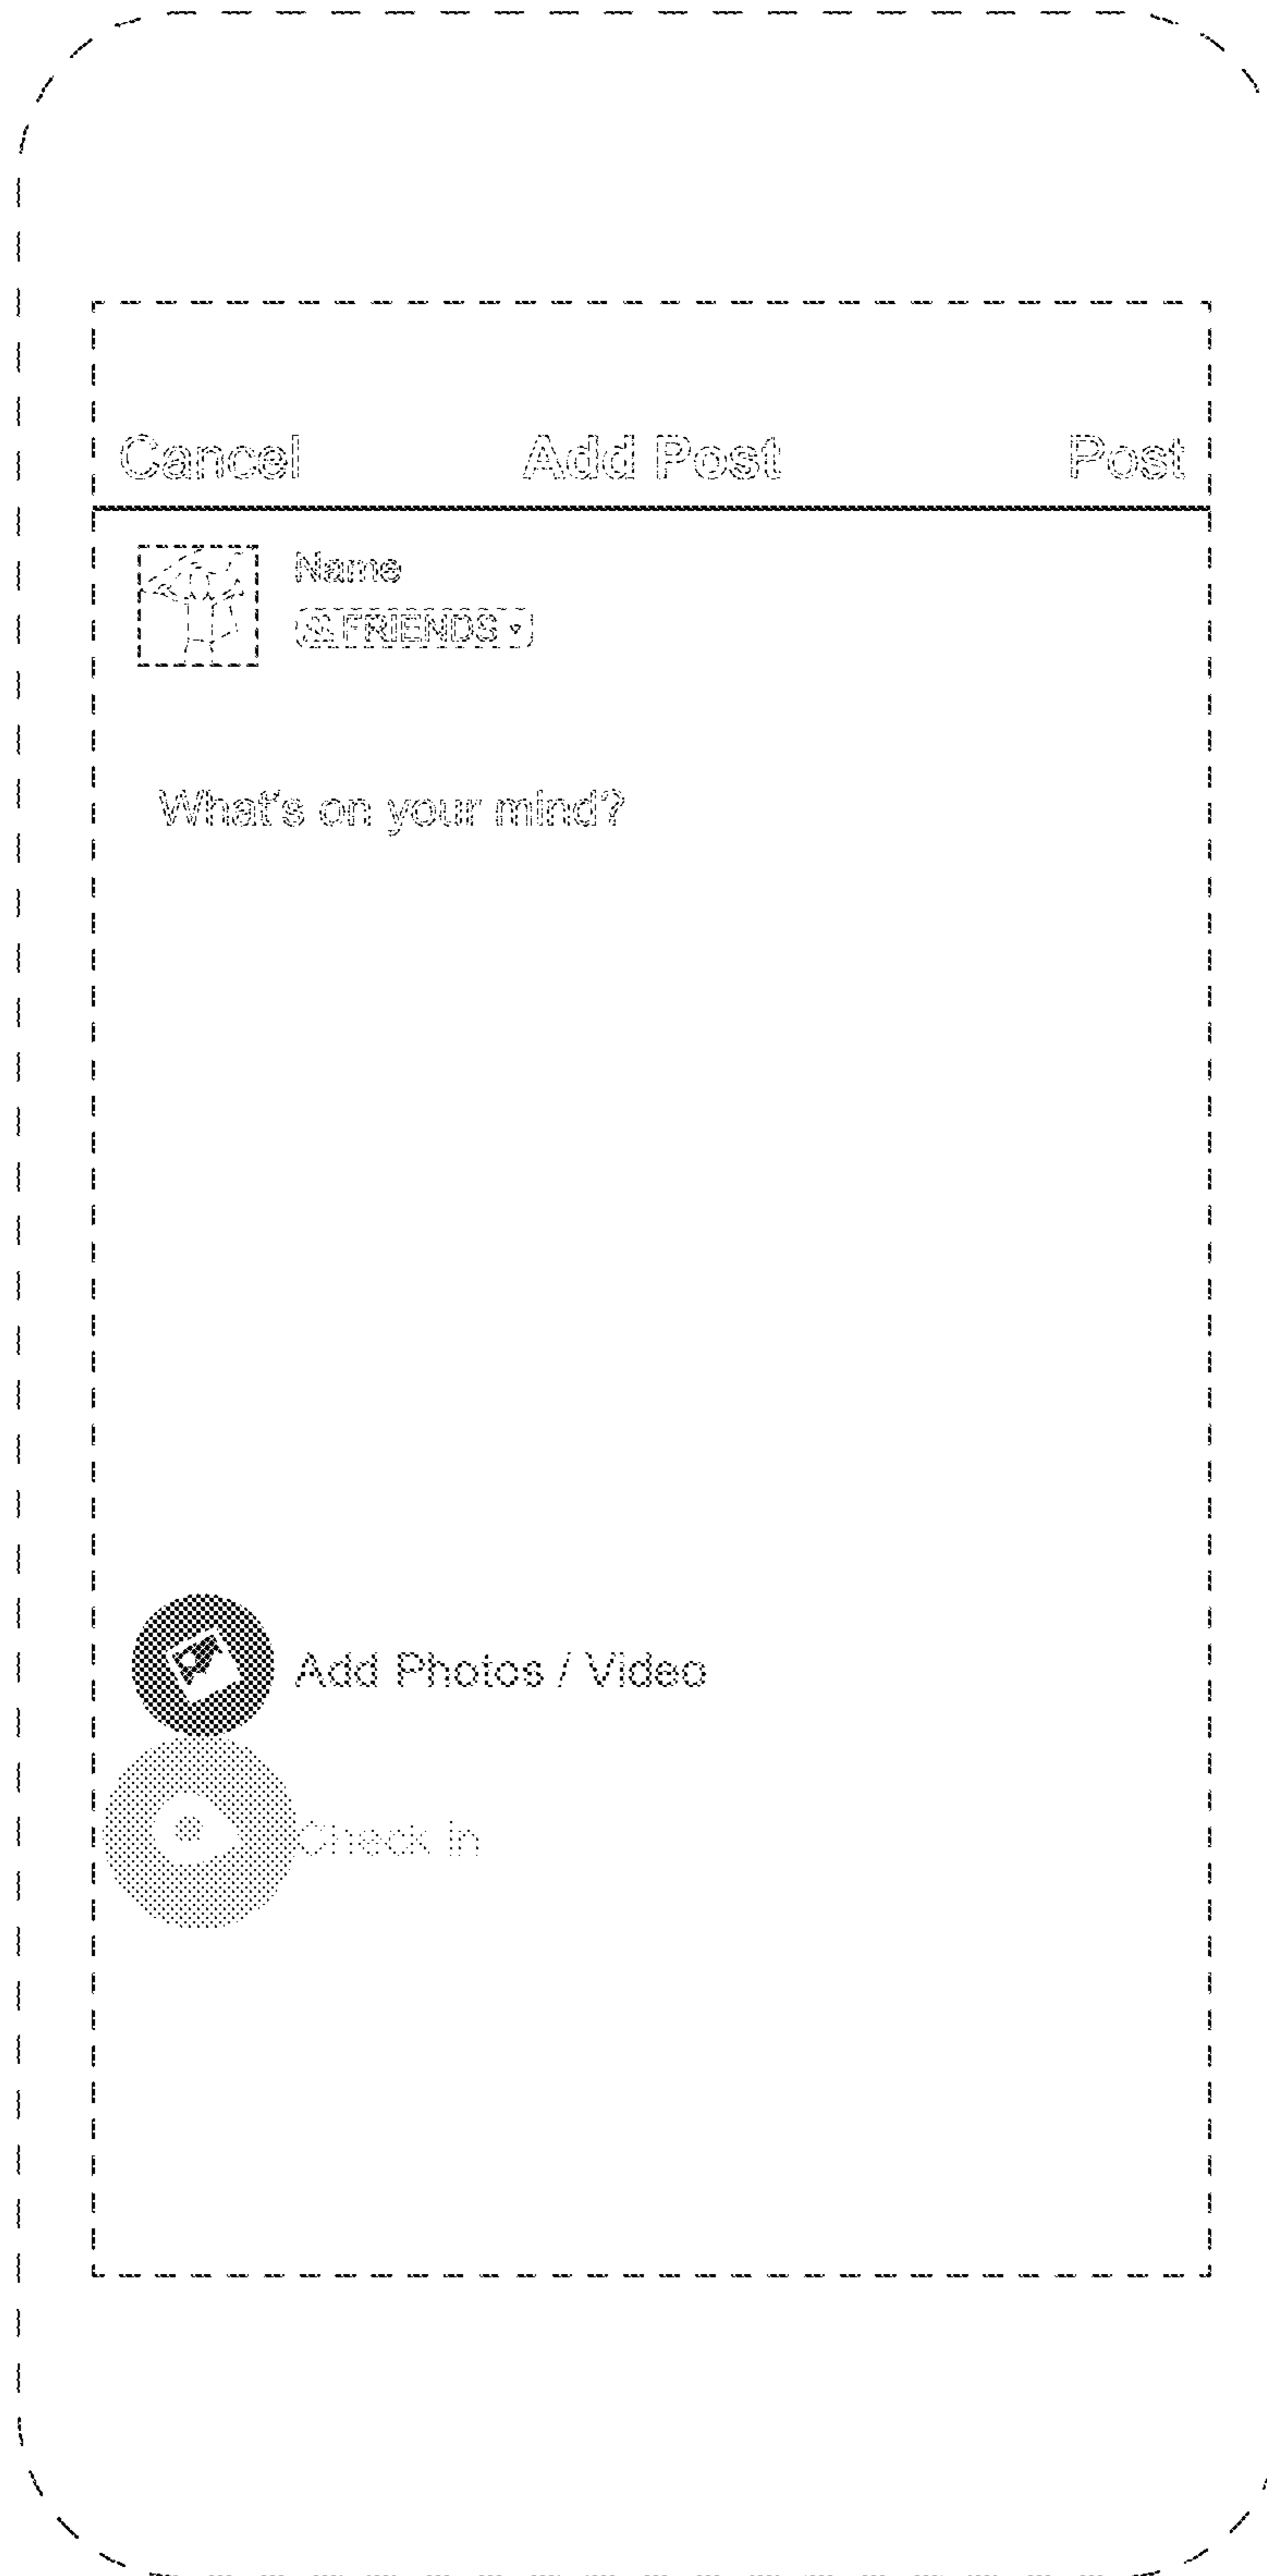 Cancel Add Post Post
Name
FRIENDS
What's on your mind?
Add Photos / Video
Check in